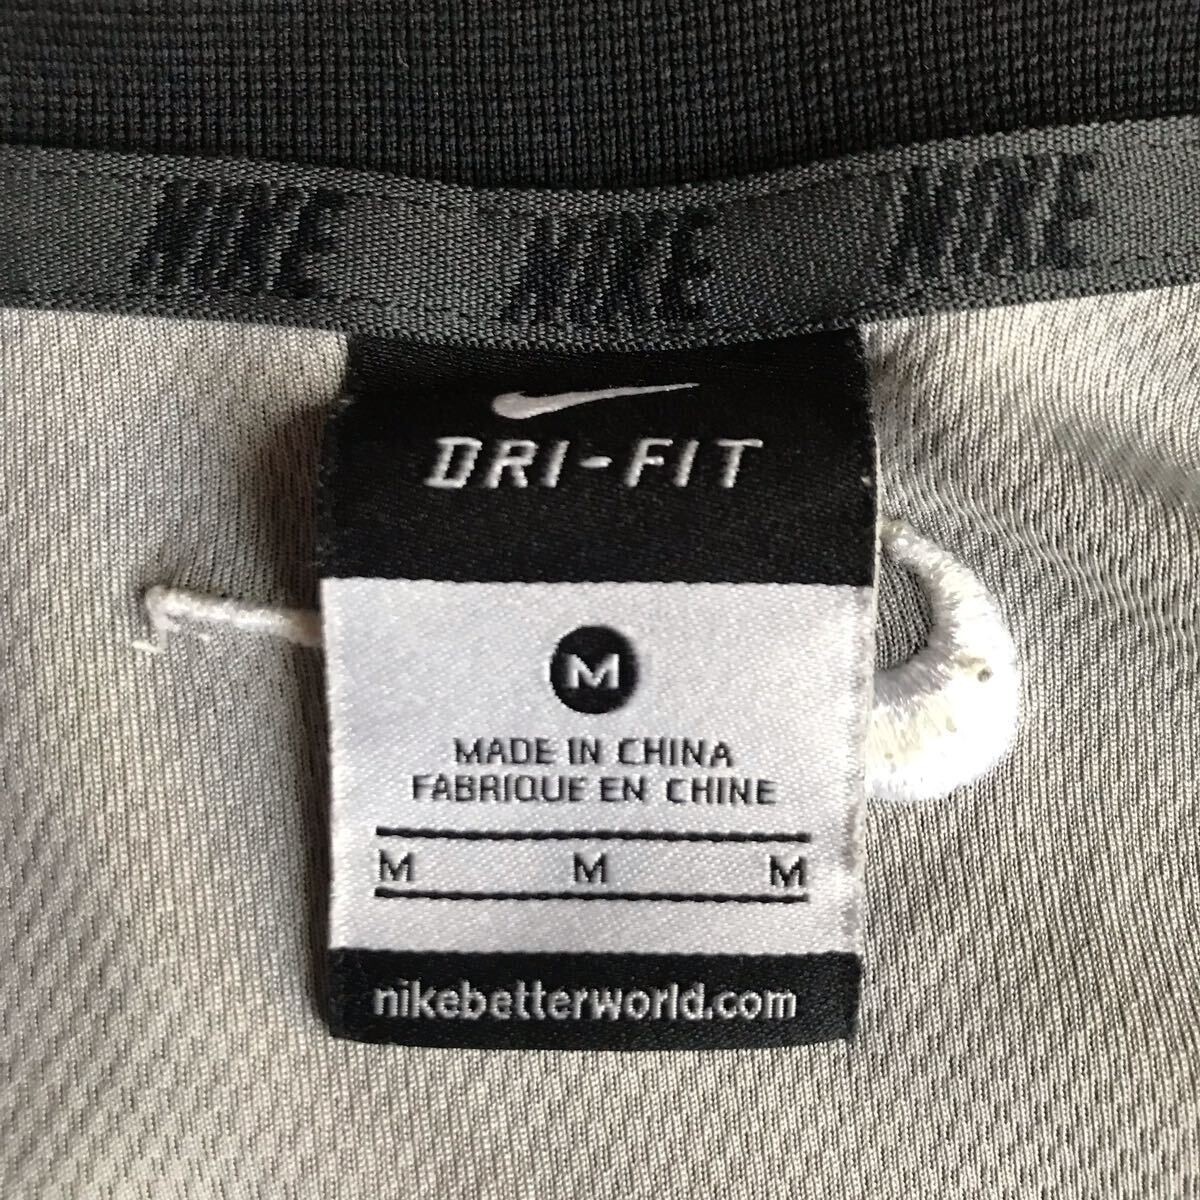 NIKE NIKE NIKE
DRI-FIT
M
MADE IN CHINA
FABRIQUE EN CHINE
M M M
nikebetterworld.com